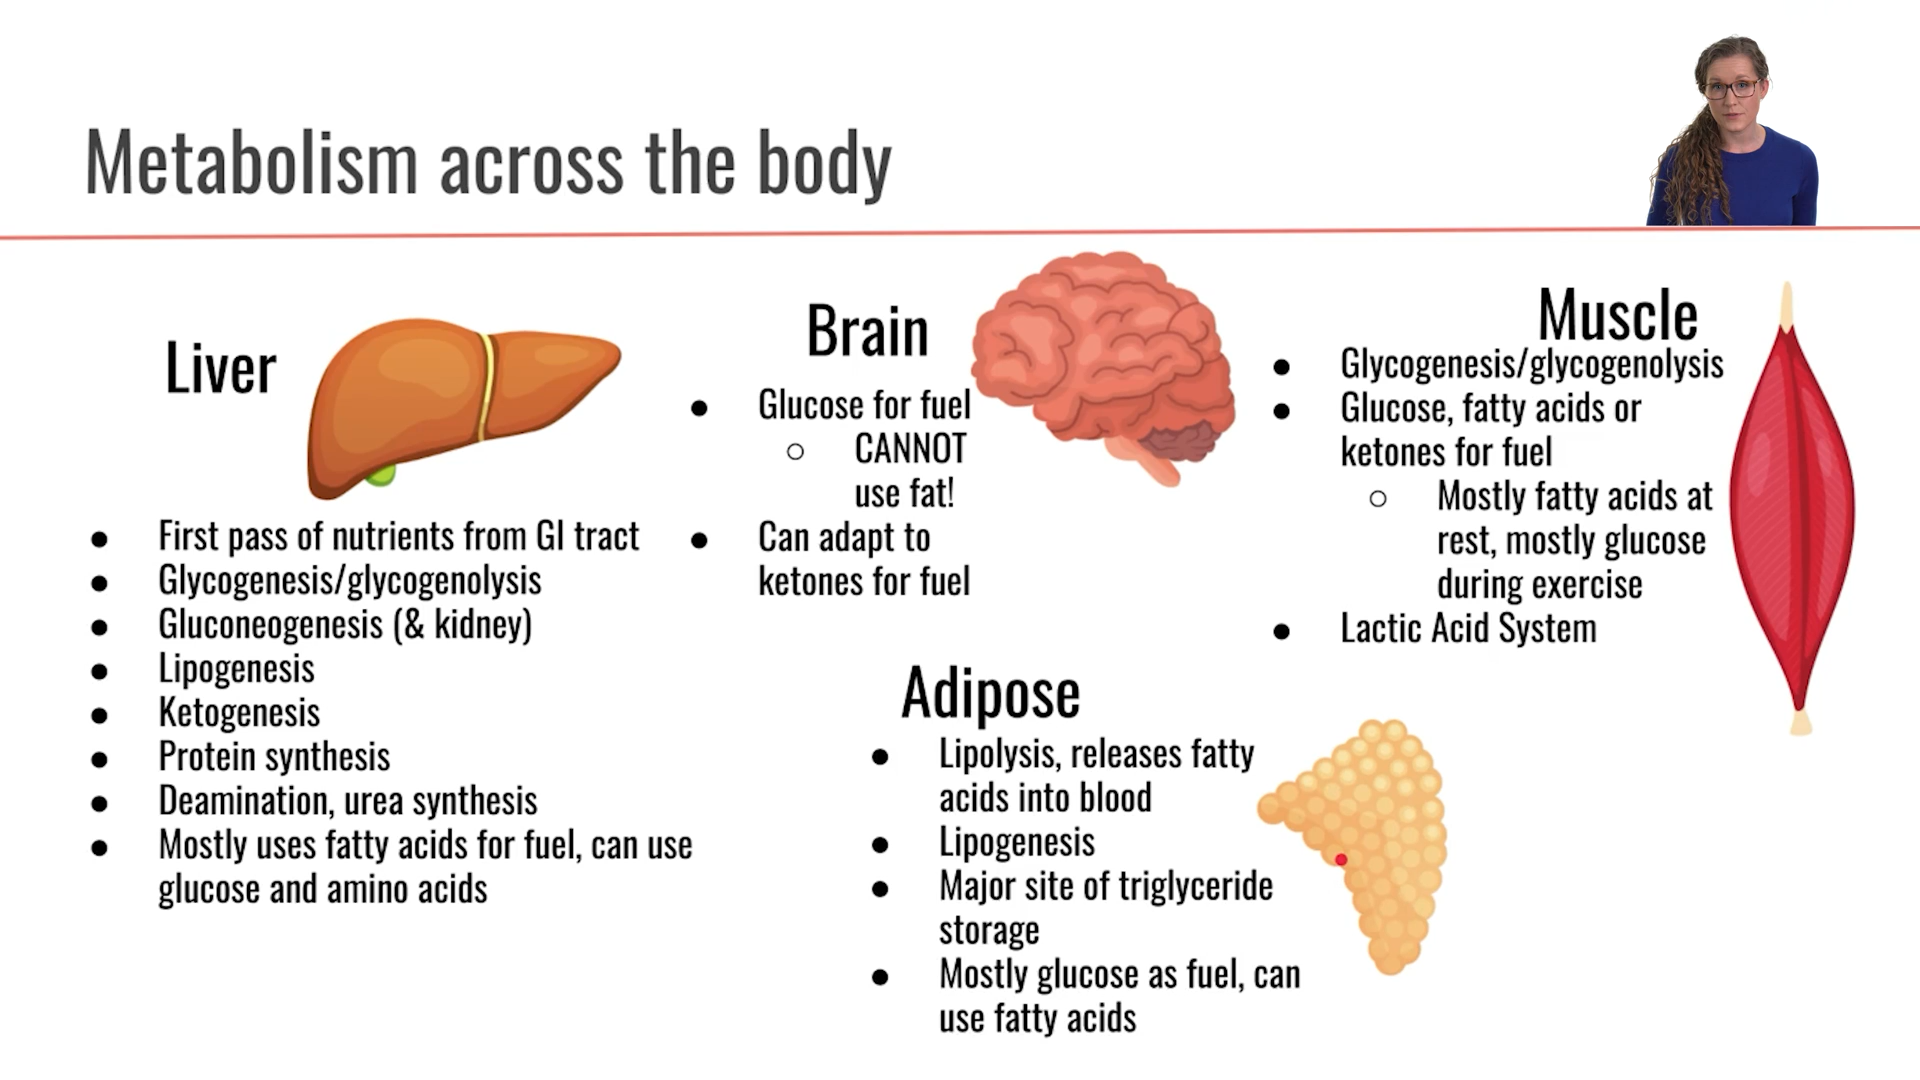 Metabolism across the body
Liver
● First pass of nutrients from GI tract
● Glycogenesis/glycogenolysis
● Gluconeogenesis (& kidney)
● Lipogenesis
● Ketogenesis
● Protein synthesis
● Deamination, urea synthesis
● Mostly uses fatty acids for fuel, can use
glucose and amino acids
Brain
● Glucose for fuel
○ CANNOT
use fat!
● Can adapt to
ketones for fuel
Muscle
● Glycogenesis/glycogenolysis
● Glucose, fatty acids or
ketones for fuel
○ Mostly fatty acids at
rest, mostly glucose
during exercise
● Lactic Acid System
Adipose
● Lipolysis, releases fatty
acids into blood
● Lipogenesis
● Major site of triglyceride
storage
● Mostly glucose as fuel, can
use fatty acids